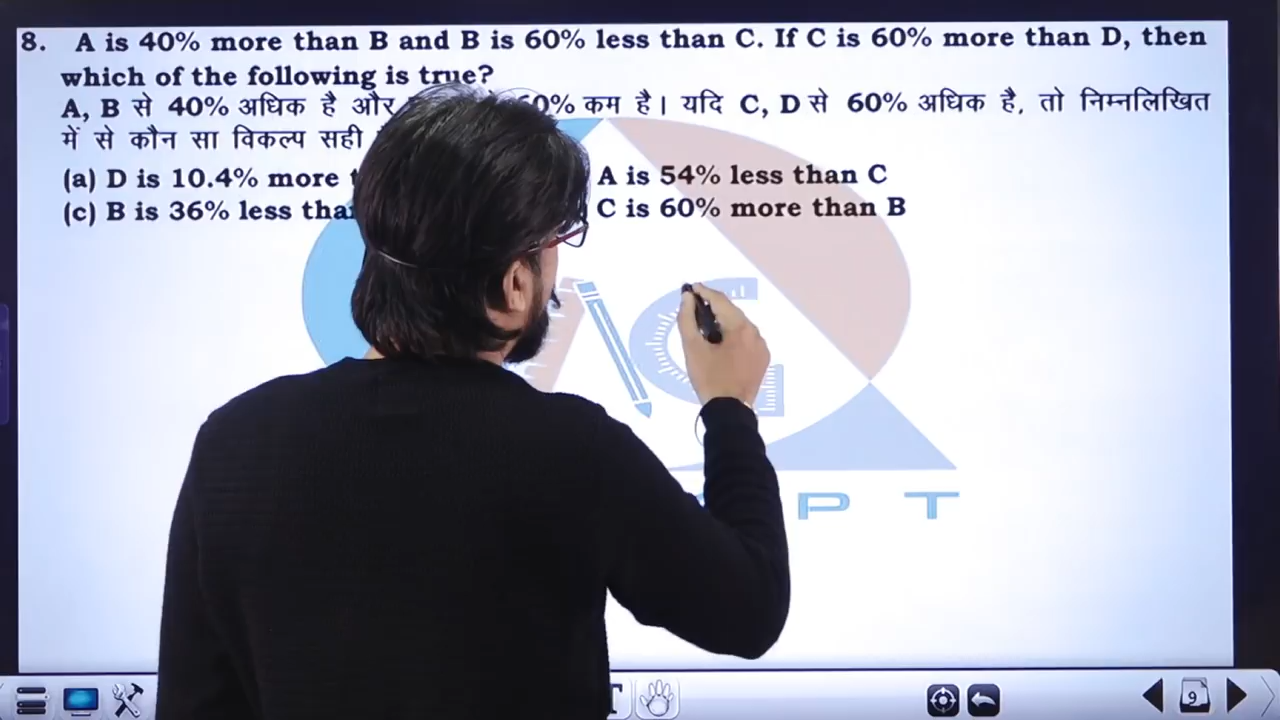 8. A is 40% more than B and B is 60% less than C. If C is 60% more than D, then
which of the following is true?
A, B से 40% अधिक है और 60% कम है। यदि C, D से 60% अधिक है, तो निम्नलिखित
में से कौन सा विकल्प सही
(a) D is 10.4% more A is 54% less than C
(c) B is 36% less C is 60% more than B
P T
9